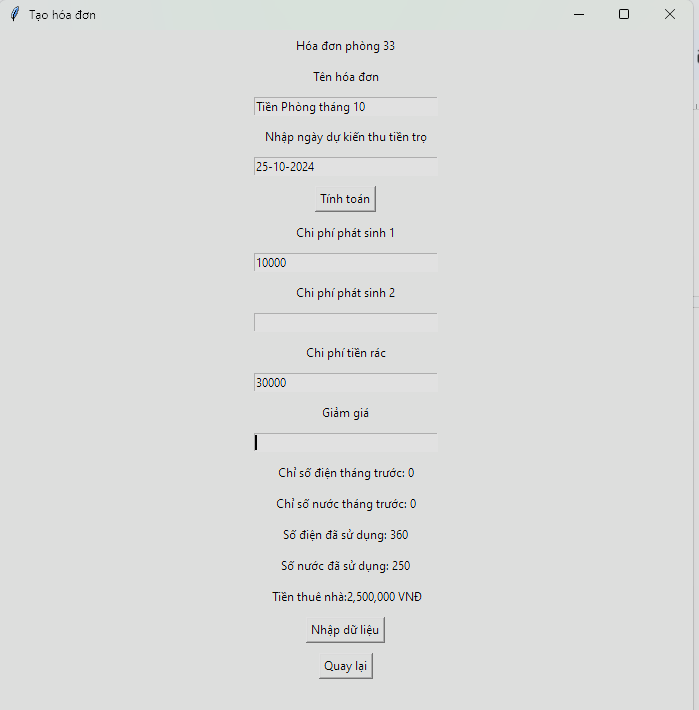 Tạo hóa đơn
Hóa đơn phòng 33
Tên hóa đơn
Tiền Phòng tháng 10
Nhập ngày dự kiến thu tiền trọ
25-10-2024
Tính toán
Chi phí phát sinh 1
10000
Chi phí phát sinh 2
Chi phí tiền rác
30000
Giảm giá
Chỉ số điện tháng trước: 0
Chỉ số nước tháng trước: 0
Số điện đã sử dụng: 360
Số nước đã sử dụng: 250
Tiền thuê nhà:2,500,000 VNĐ
Nhập dữ liệu
Quay lại